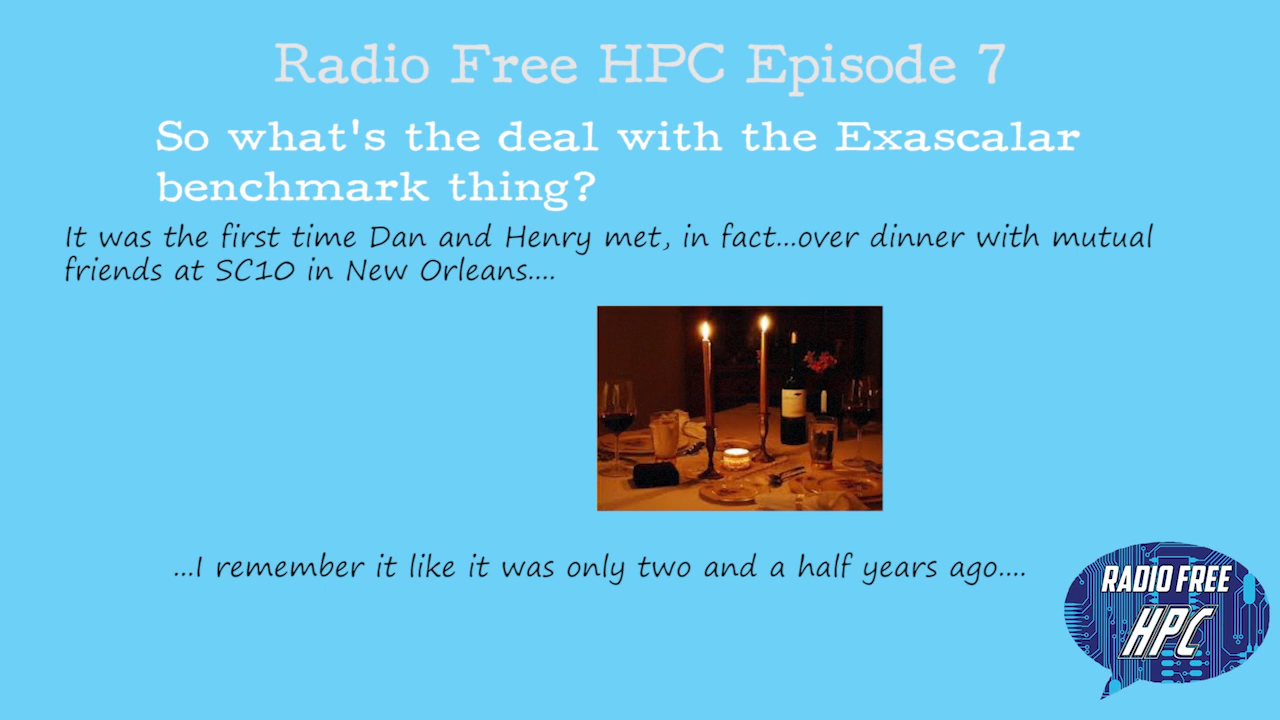 Radio Free HPC Episode 7
So what's the deal with the Exascalar
benchmark thing?
It was the first time Dan and Henry met, in fact...over dinner with mutual
friends at SC10 in New Orleans....
...I remember it like it was only two and a half years ago....
RADIO FREE
HPC